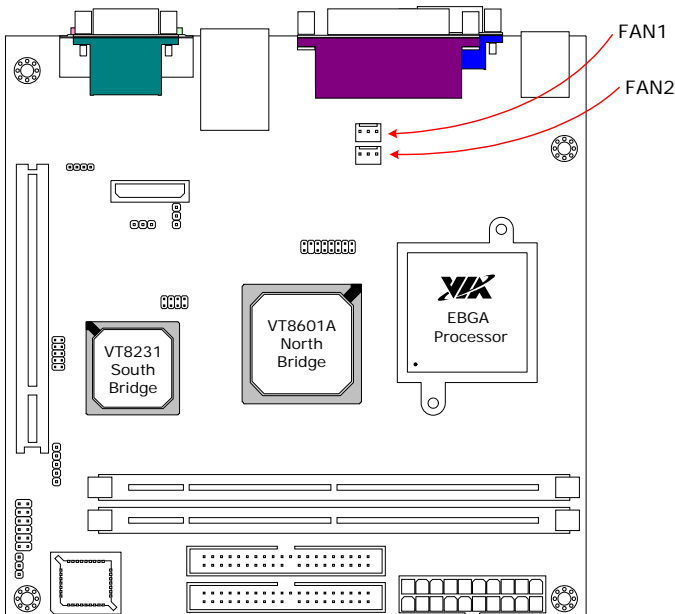 FAN1
FAN2
VIA
EBGA
Processor
VT8601A
North
Bridge
VT8231
South
Bridge